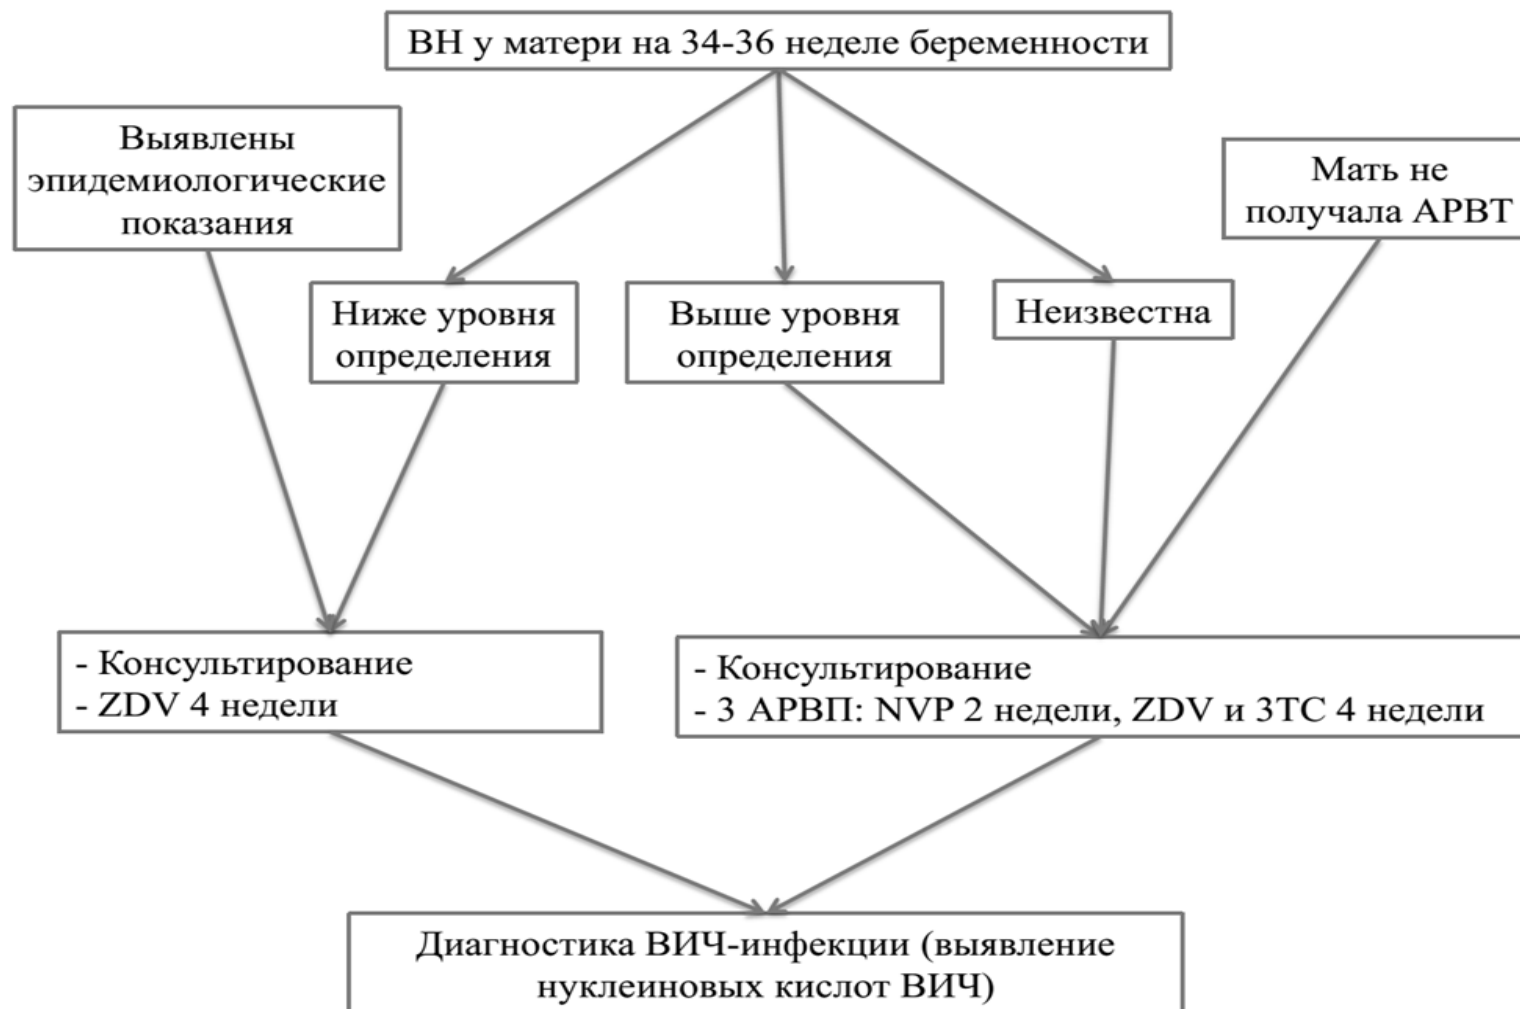 ВН у матери на 34-36 неделе беременности
Выявлены
эпидемиологические
показания
Мать не
получала АРВТ
Ниже уровня
определения
Выше уровня
определения
Неизвестна
- Консультирование
- ZDV 4 недели
- Консультирование
- 3 АРВП: NVP 2 недели, ZDV и 3ТС 4 недели
Диагностика ВИЧ-инфекции (выявление
нуклеиновых кислот ВИЧ)